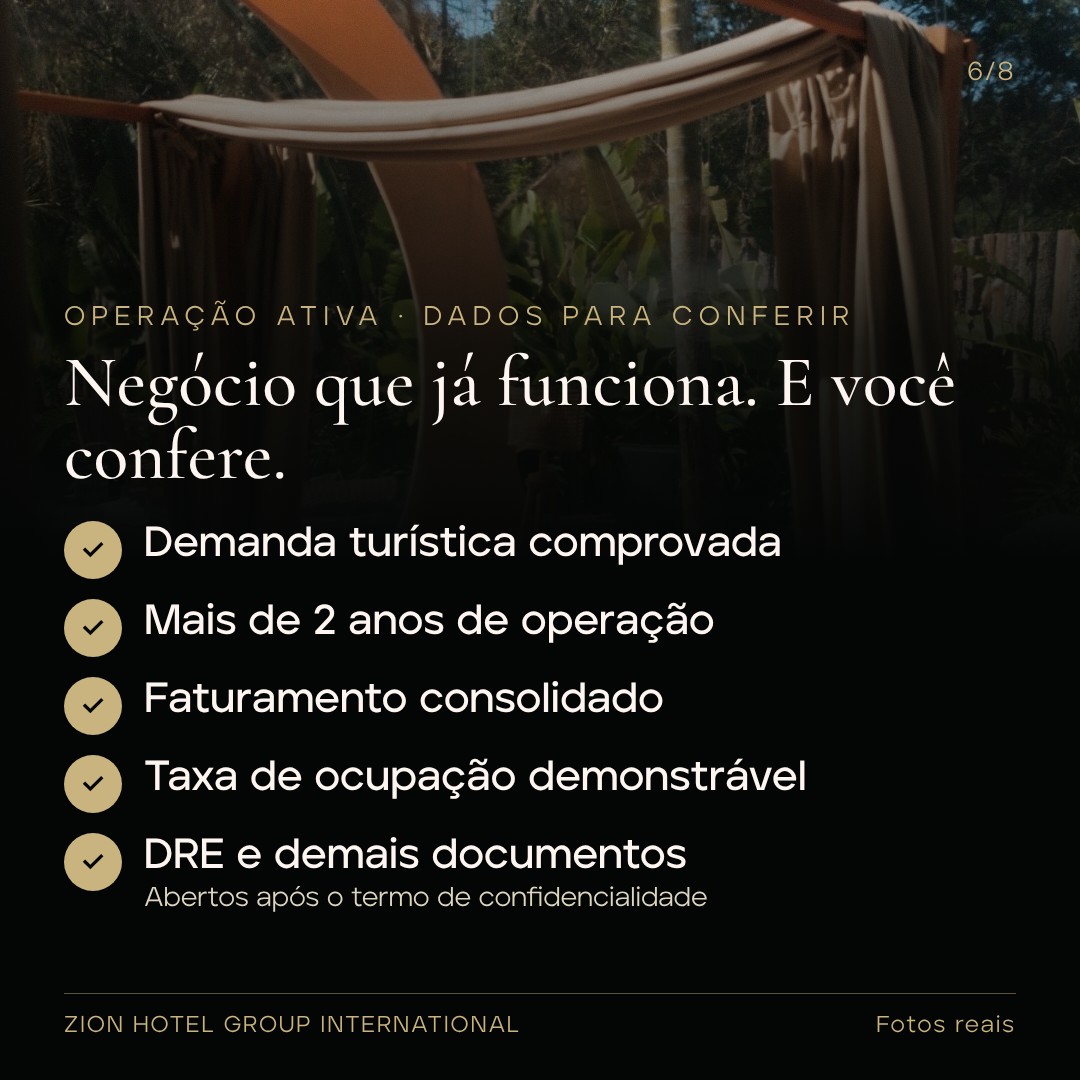 6/8
OPERAÇÃO ATIVA · DADOS PARA CONFERIR
Negócio que já funciona. E você
confere.
Demanda turística comprovada
Mais de 2 anos de operação
Faturamento consolidado
Taxa de ocupação demonstrável
DRE e demais documentos
Abertos após o termo de confidencialidade
ZION HOTEL GROUP INTERNATIONAL
Fotos reais